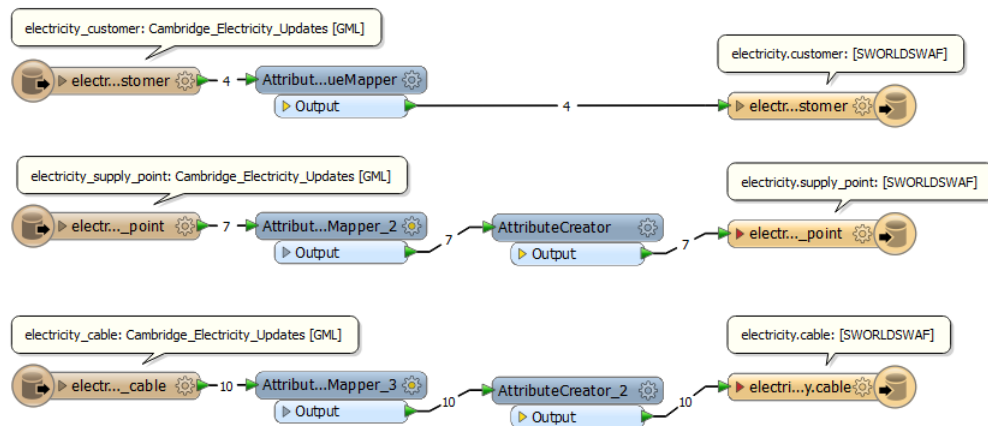 electricity_customer: Cambridge_Electricity_Updates [GML]
electr...stomer 4 Attribut...ueMapper
Output 4
electricity.customer: [SWORLDSWAF]
electr...stomer
electricity_supply_point: Cambridge_Electricity_Updates [GML]
electr..._point 7 Attribut...Mapper_2
Output 7
AttributeCreator
Output 7
electricity.supply_point: [SWORLDSWAF]
electr..._point
electricity_cable: Cambridge_Electricity_Updates [GML]
electr..._cable 10 Attribut...Mapper_3
Output 10
AttributeCreator_2
Output 10
electricity.cable: [SWORLDSWAF]
electri...y.cable